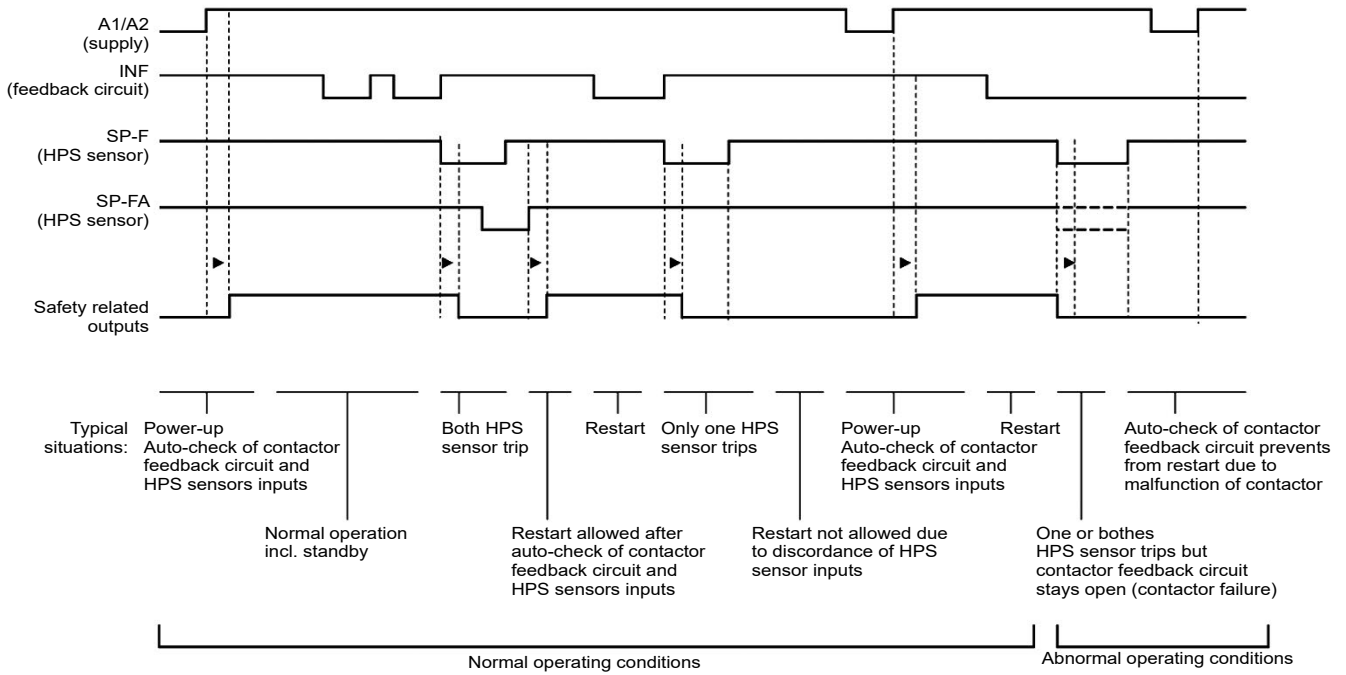 A1/A2
(supply)
INF
(feedback circuit)
SP-F
(HPS sensor)
SP-FA
(HPS sensor)
Safety related
outputs
Typical
situations:
Power-up
Auto-check of contactor
feedback circuit and
HPS sensors inputs
Normal operation
incl. standby
Both HPS
sensor trip
Restart allowed after
auto-check of contactor
feedback circuit and
HPS sensors inputs
Restart
Only one HPS
sensor trips
Restart not allowed due
to discordance of HPS
sensor inputs
Power-up
Auto-check of contactor
feedback circuit and
HPS sensors inputs
Restart
One or bothes
HPS sensor trips but
contactor feedback circuit
stays open (contactor failure)
Auto-check of contactor
feedback circuit prevents
from restart due to
malfunction of contactor
Normal operating conditions
Abnormal operating conditions